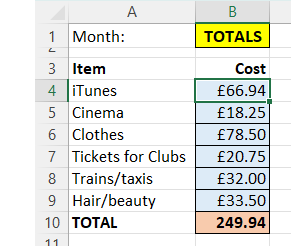 A B
1 Month: TOTALS
2
3 Item Cost
4 iTunes £66.94
5 Cinema £18.25
6 Clothes £78.50
7 Tickets for Clubs £20.75
8 Trains/taxis £32.00
9 Hair/beauty £33.50
10 TOTAL 249.94
11